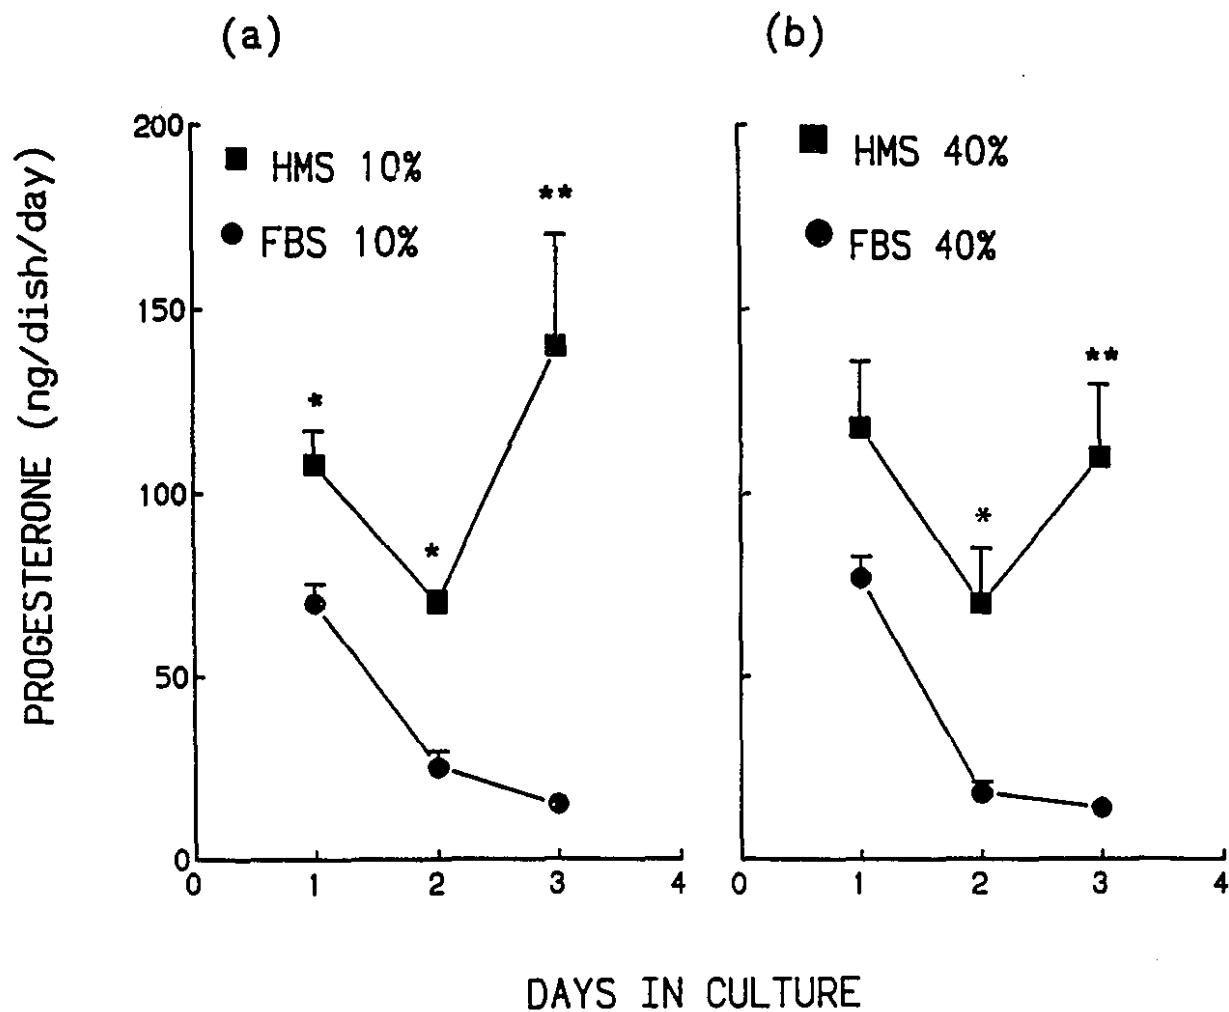 (a)
(b)
PROGESTERONE (ng/dish/day)
200
150
100
50
0
■ HMS 10%
● FBS 10%
*
*
**
0 1 2 3 4
■ HMS 40%
● FBS 40%
*
**
0 1 2 3 4
DAYS IN CULTURE